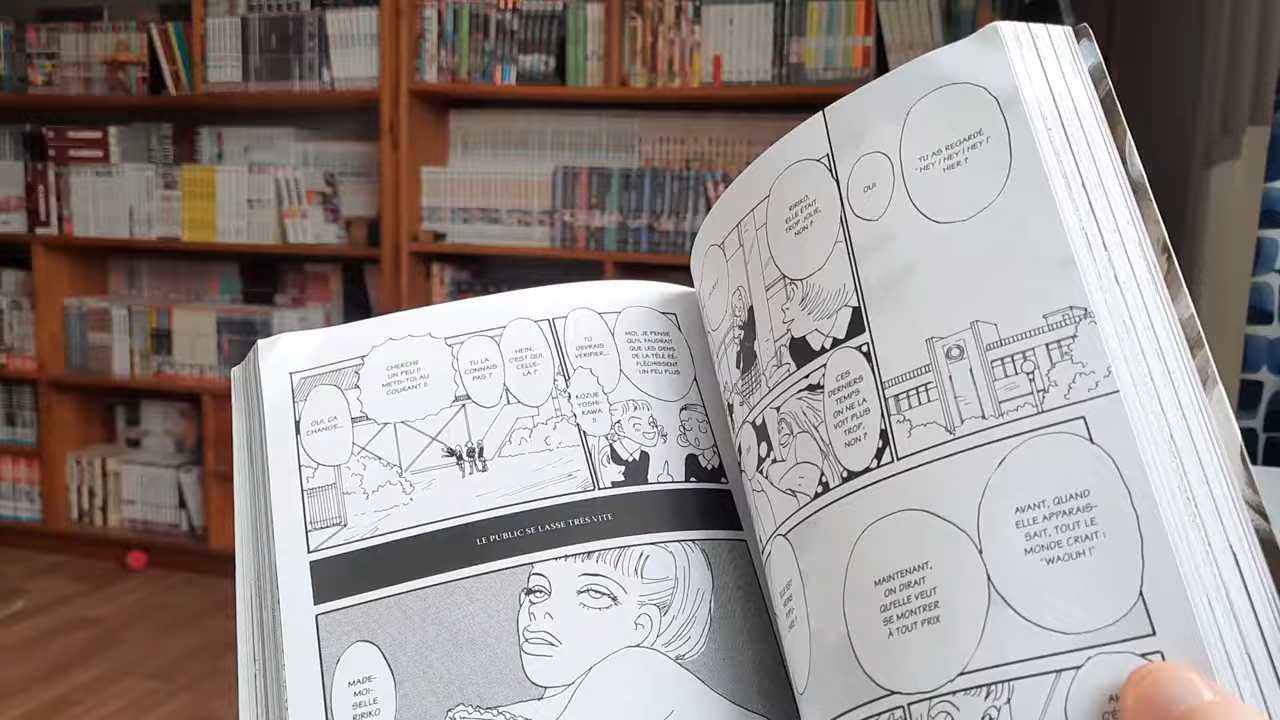 TU AS REGARDÉ
"HEY ! HEY ! HEY !"
HIER ?
OUI
RIRIKO,
ELLE ÉTAIT
TROP JOLIE,
NON ?
CES
DERNIERS
TEMPS
ON NE LA
VOIT PLUS
TROP,
NON ?
AVANT, QUAND
ELLE APPARAIS-
SAIT, TOUT LE
MONDE CRIAIT :
"WAOUH !"
MAINTENANT,
ON DIRAIT
QU'ELLE VEUT
SE MONTRER
À TOUT PRIX
MOI, JE PENSE
QU'IL FAUDRAIT
QUE LES GENS
DE LA TÉLÉ RÉ-
FLÉCHISSENT
UN PEU PLUS
TU
DEVRAIS
VÉRIFIER...
KOZUE
YOSHI-
KAWA
!!
HEIN,
C'EST QUI,
CELLE-
LÀ ?
TU LA
CONNAIS
PAS ?
CHERCHE
UN PEU !!
METS-TOI AU
COURANT !!
OUI, ÇA
CHANGE...
LE PUBLIC SE LASSE TRÈS VITE
MADE-
MOI-
SELLE
RIRIKO